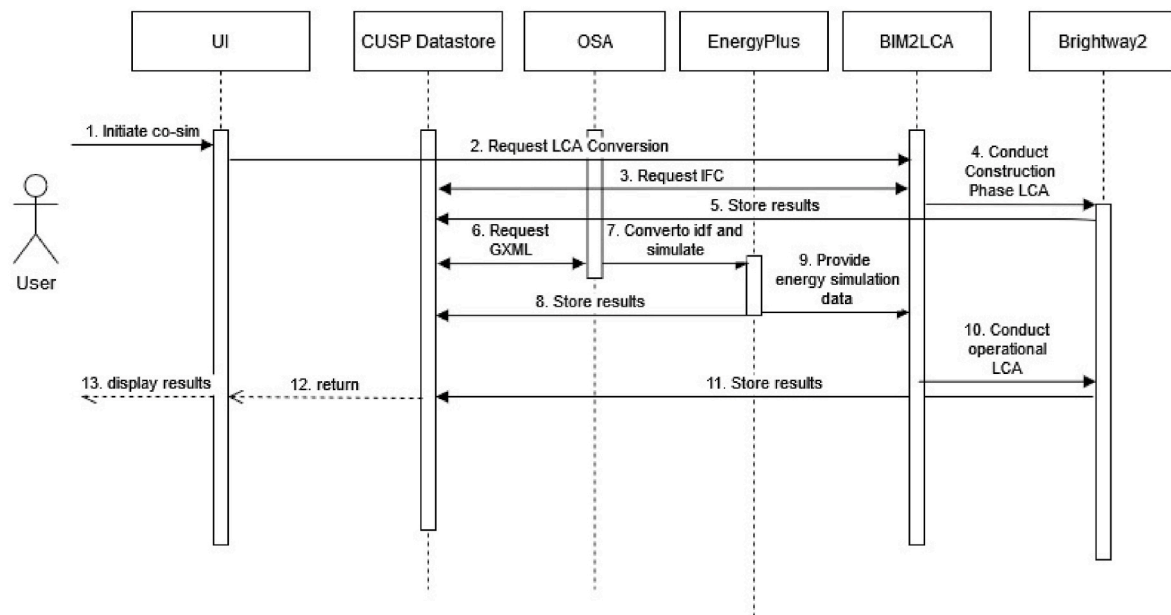 UI
CUSP Datastore
OSA
EnergyPlus
BIM2LCA
Brightway2
1. Initiate co-sim
2. Request LCA Conversion
3. Request IFC
4. Conduct
Construction
Phase LCA
5. Store results
6. Request
GXML
7. Converto idf and
simulate
8. Store results
9. Provide
energy simulation
data
10. Conduct
operational
LCA
11. Store results
12. return
13. display results
User